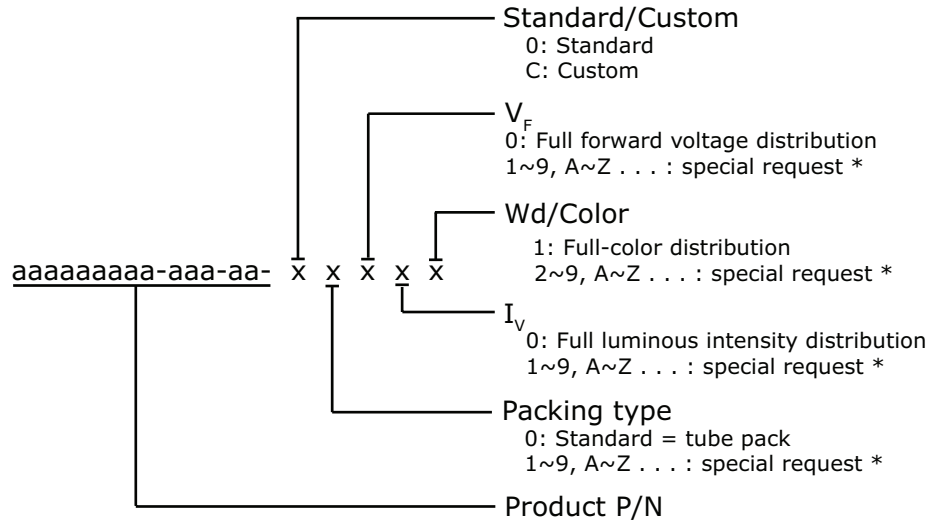 Standard/Custom
0: Standard
C: Custom
V_F
0: Full forward voltage distribution
1~9, A~Z . . . : special request *
Wd/Color
1: Full-color distribution
2~9, A~Z . . . : special request *
aaaaaaaaa-aaa-aa- x x x x x
I_V
0: Full luminous intensity distribution
1~9, A~Z . . . : special request *
Packing type
0: Standard = tube pack
1~9, A~Z . . . : special request *
Product P/N